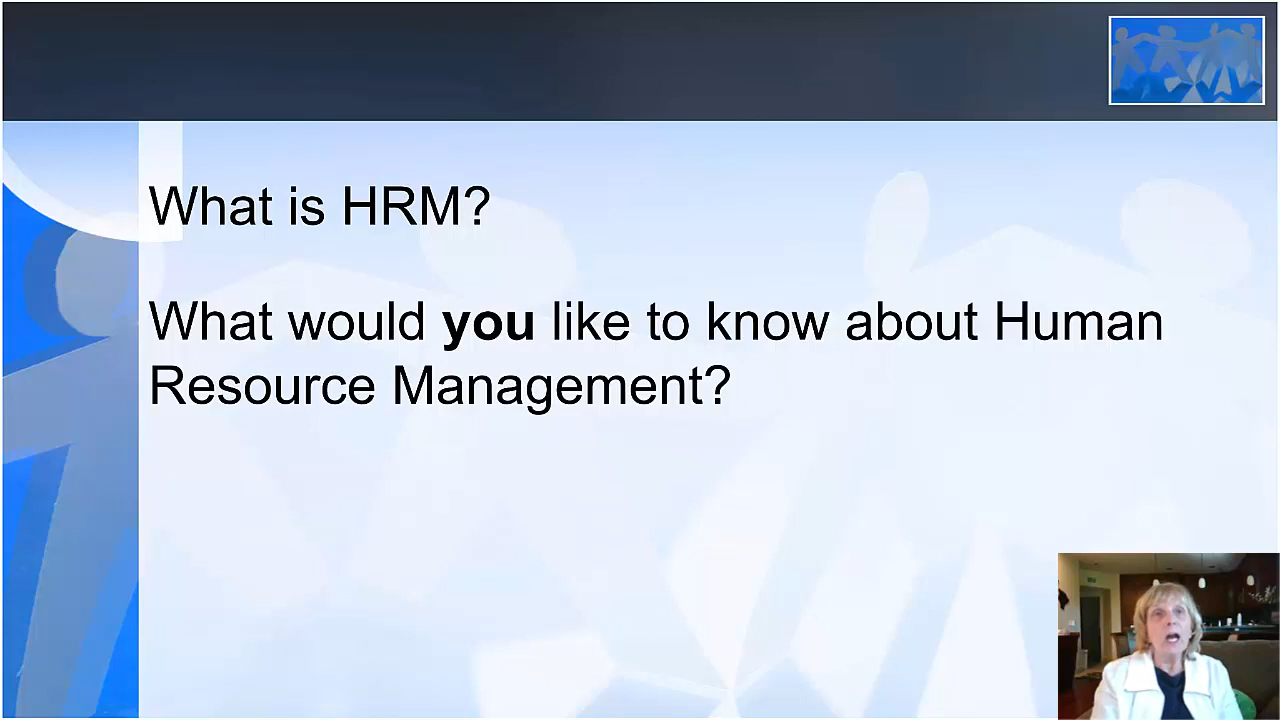 What is HRM?
What would you like to know about Human
Resource Management?